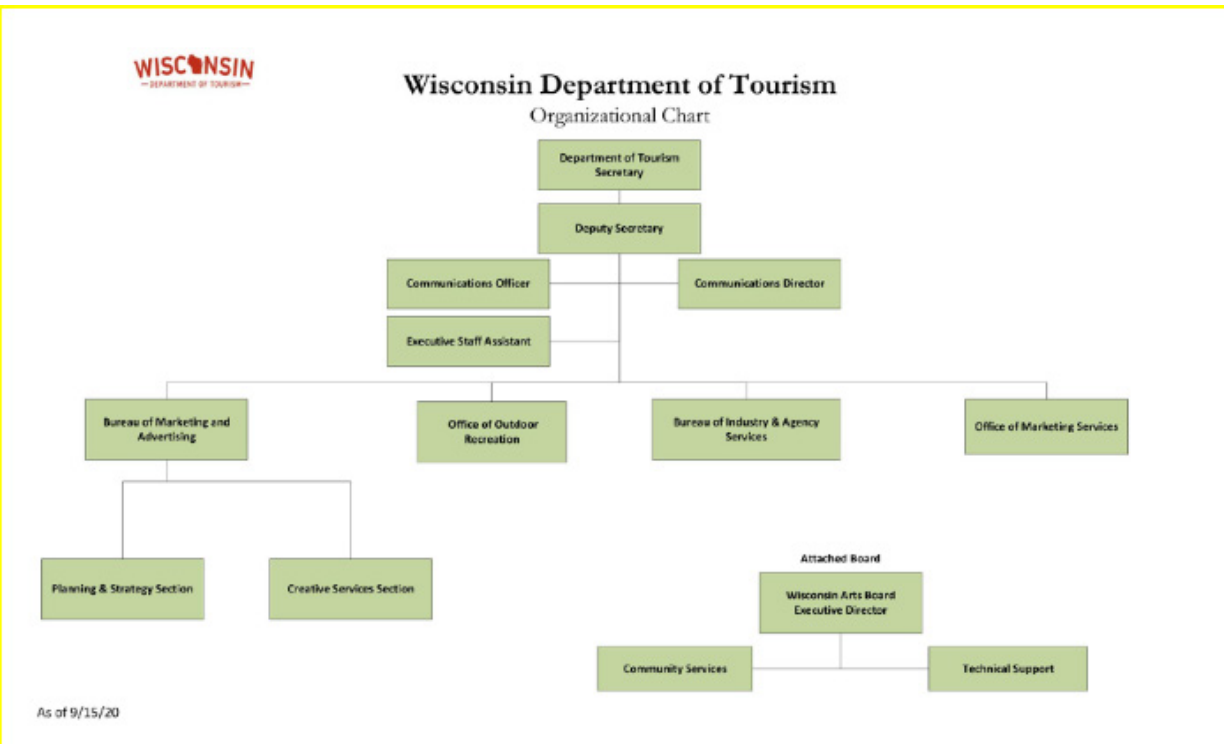 WISCONSIN
DEPARTMENT OF TOURISM
Wisconsin Department of Tourism
Organizational Chart
Department of Tourism
Secretary
Deputy Secretary
Communications Officer
Communications Director
Executive Staff Assistant
Bureau of Marketing and
Advertising
Office of Outdoor
Recreation
Bureau of Industry & Agency
Services
Office of Marketing Services
Planning & Strategy Section
Creative Services Section
Attached Board
Wisconsin Arts Board
Executive Director
Community Services
Technical Support
As of 9/15/20